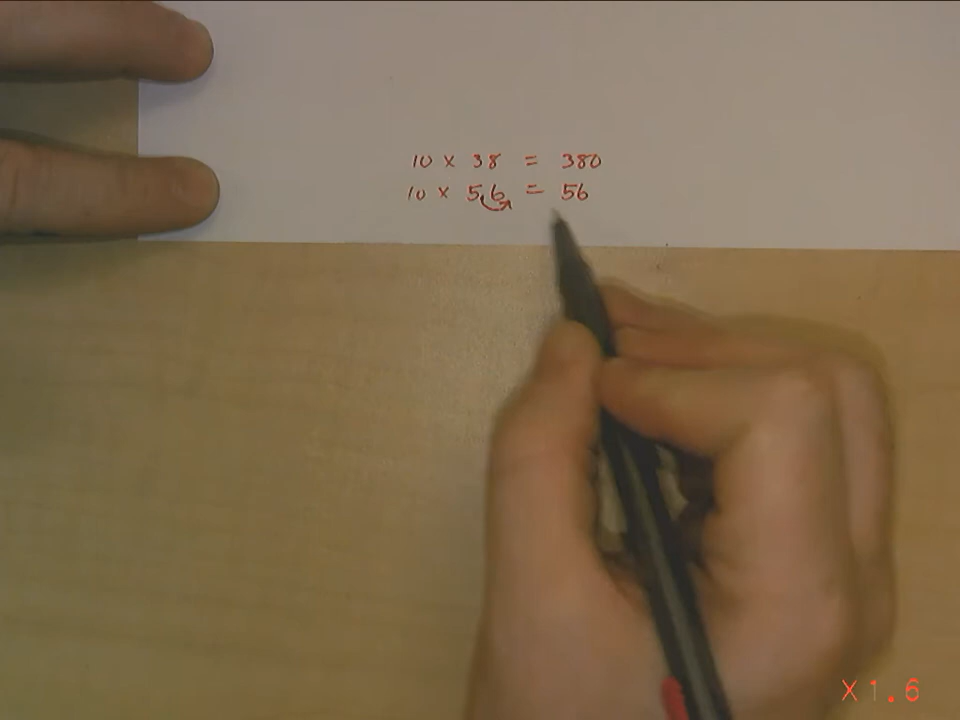 10 × 38 = 380
10 × 5.6 = 56
X1.6